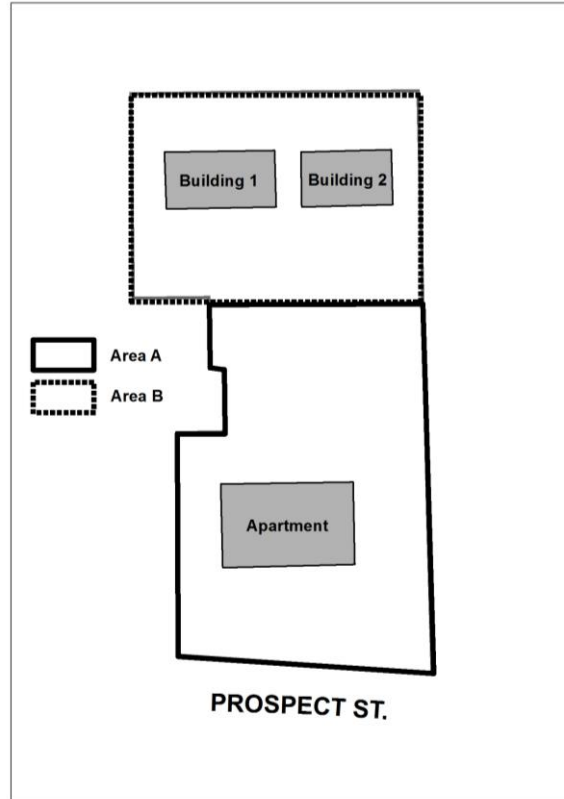 Building 1
Building 2
Area A
Area B
Apartment
PROSPECT ST.